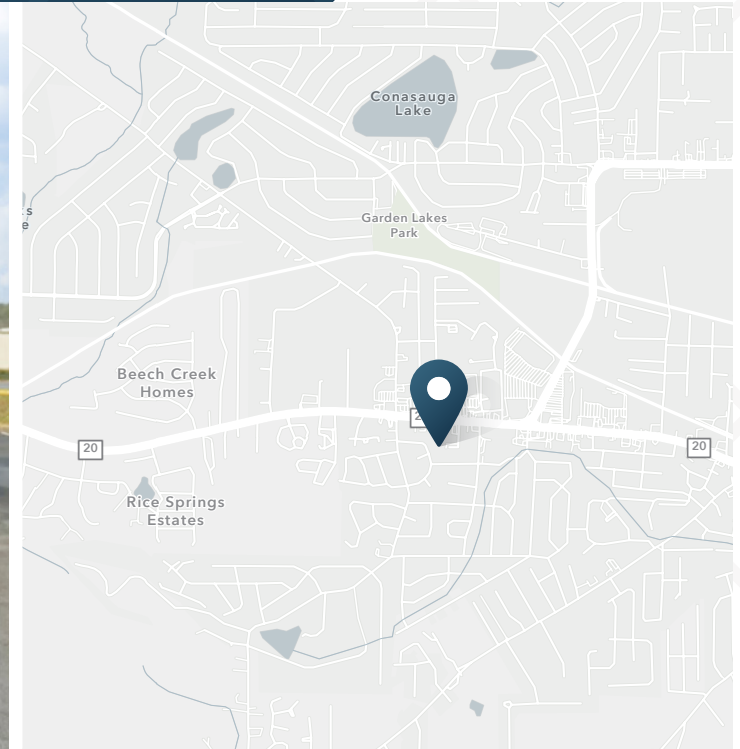 Conasauga
Lake
Garden Lakes
Park
Beech Creek
Homes
20
20
Rice Springs
Estates